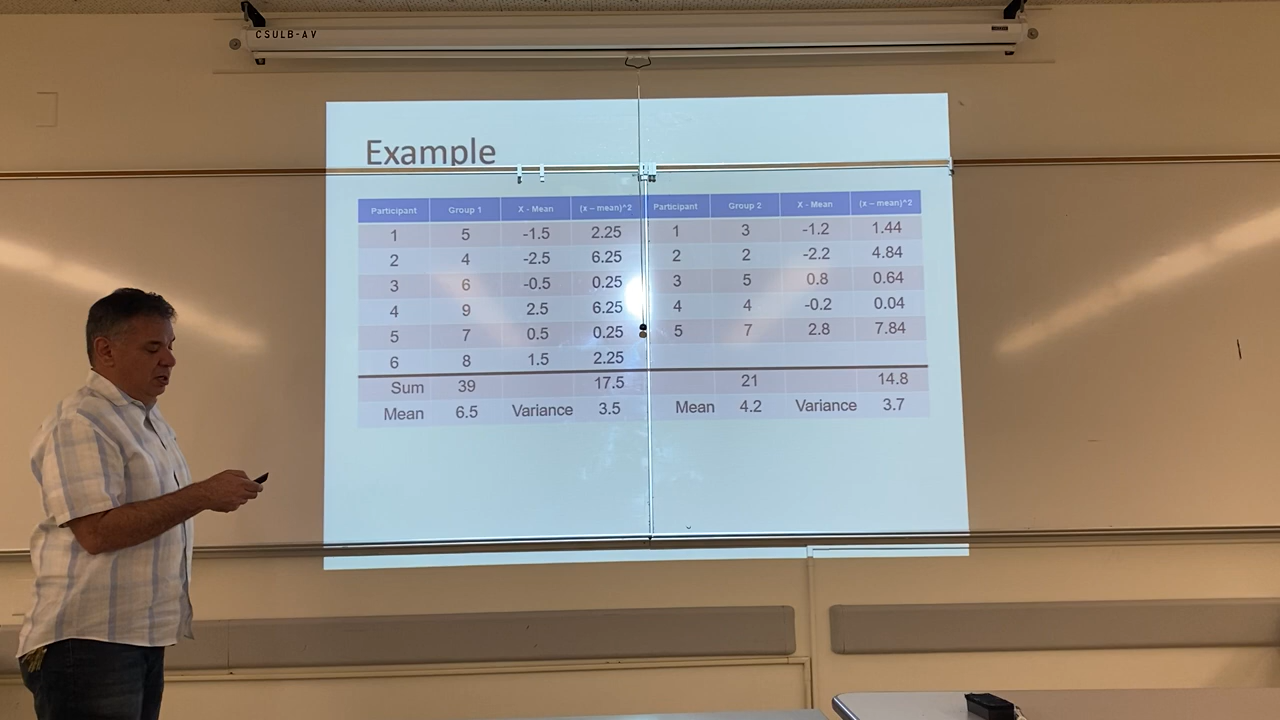 CSULB-AV
Example
Participant Group 1 X - Mean (x – mean)^2 Participant Group 2 X - Mean (x – mean)^2
1 5 -1.5 2.25 1 3 -1.2 1.44
2 4 -2.5 6.25 2 2 -2.2 4.84
3 6 -0.5 0.25 3 5 0.8 0.64
4 9 2.5 6.25 4 4 -0.2 0.04
5 7 0.5 0.25 5 7 2.8 7.84
6 8 1.5 2.25
Sum 39 17.5 21 14.8
Mean 6.5 Variance 3.5 Mean 4.2 Variance 3.7